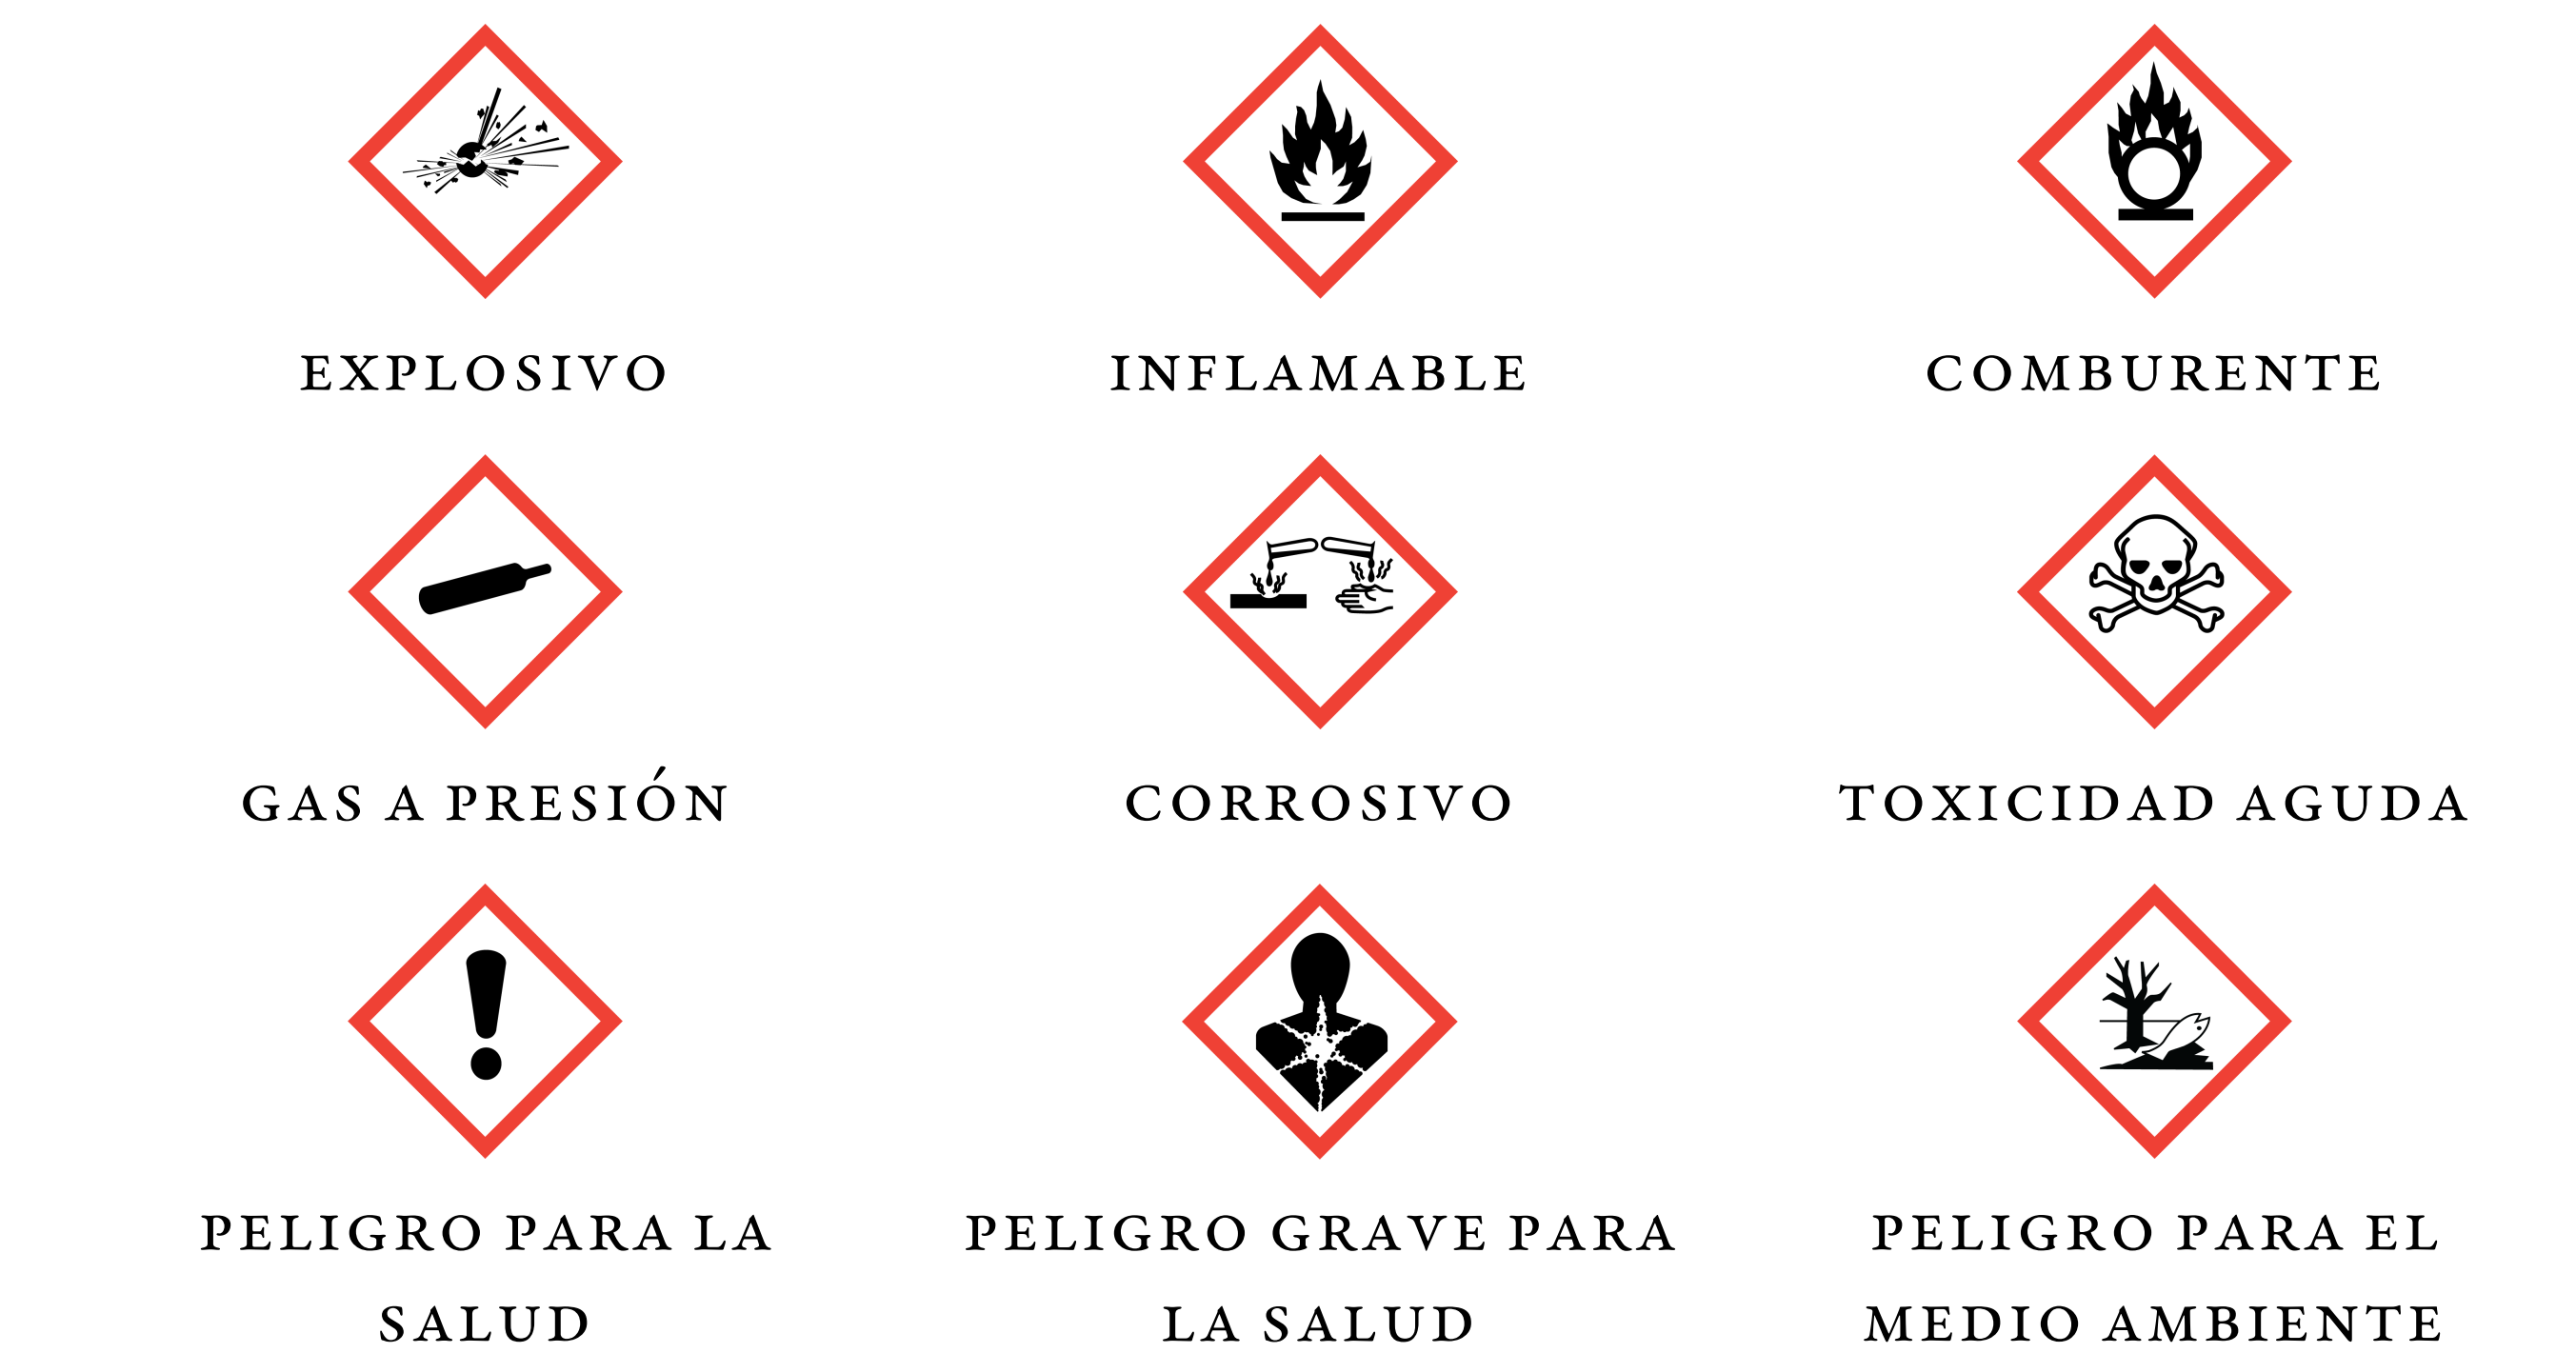 EXPLOSIVO
INFLAMABLE
COMBURENTE
GAS A PRESIÓN
CORROSIVO
TOXICIDAD AGUDA
PELIGRO PARA LA
SALUD
PELIGRO GRAVE PARA
LA SALUD
PELIGRO PARA EL
MEDIO AMBIENTE